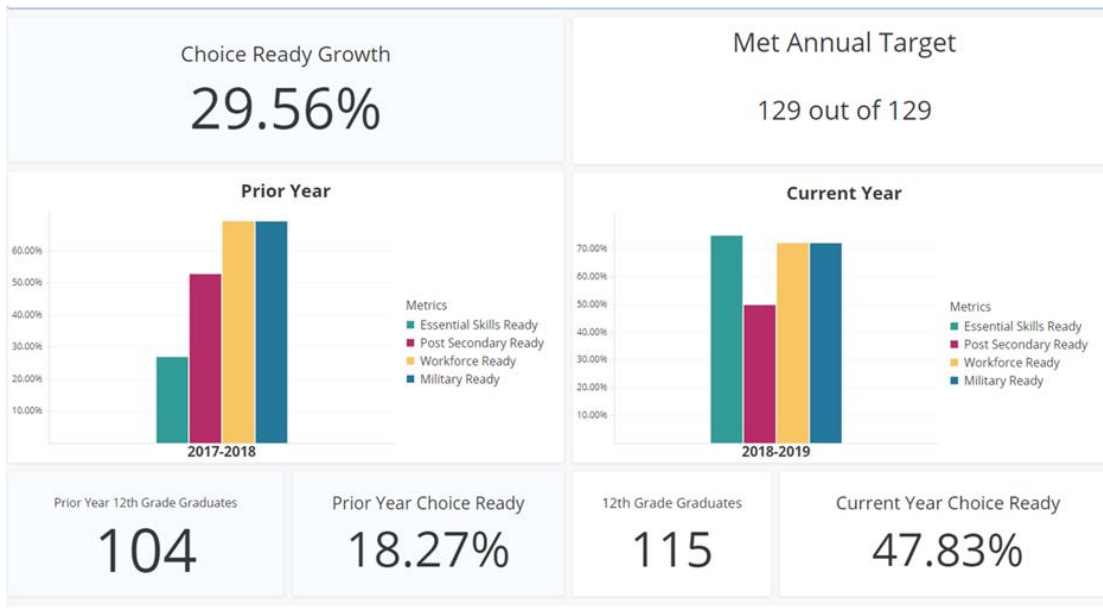 Choice Ready Growth
29.56%
Met Annual Target
129 out of 129
Prior Year
60.00%
50.00%
40.00%
30.00%
20.00%
10.00%
2017-2018
Metrics
Essential Skills Ready
Post Secondary Ready
Workforce Ready
Military Ready
Current Year
70.00%
60.00%
50.00%
40.00%
30.00%
20.00%
10.00%
2018-2019
Metrics
Essential Skills Ready
Post Secondary Ready
Workforce Ready
Military Ready
Prior Year 12th Grade Graduates
104
Prior Year Choice Ready
18.27%
12th Grade Graduates
115
Current Year Choice Ready
47.83%